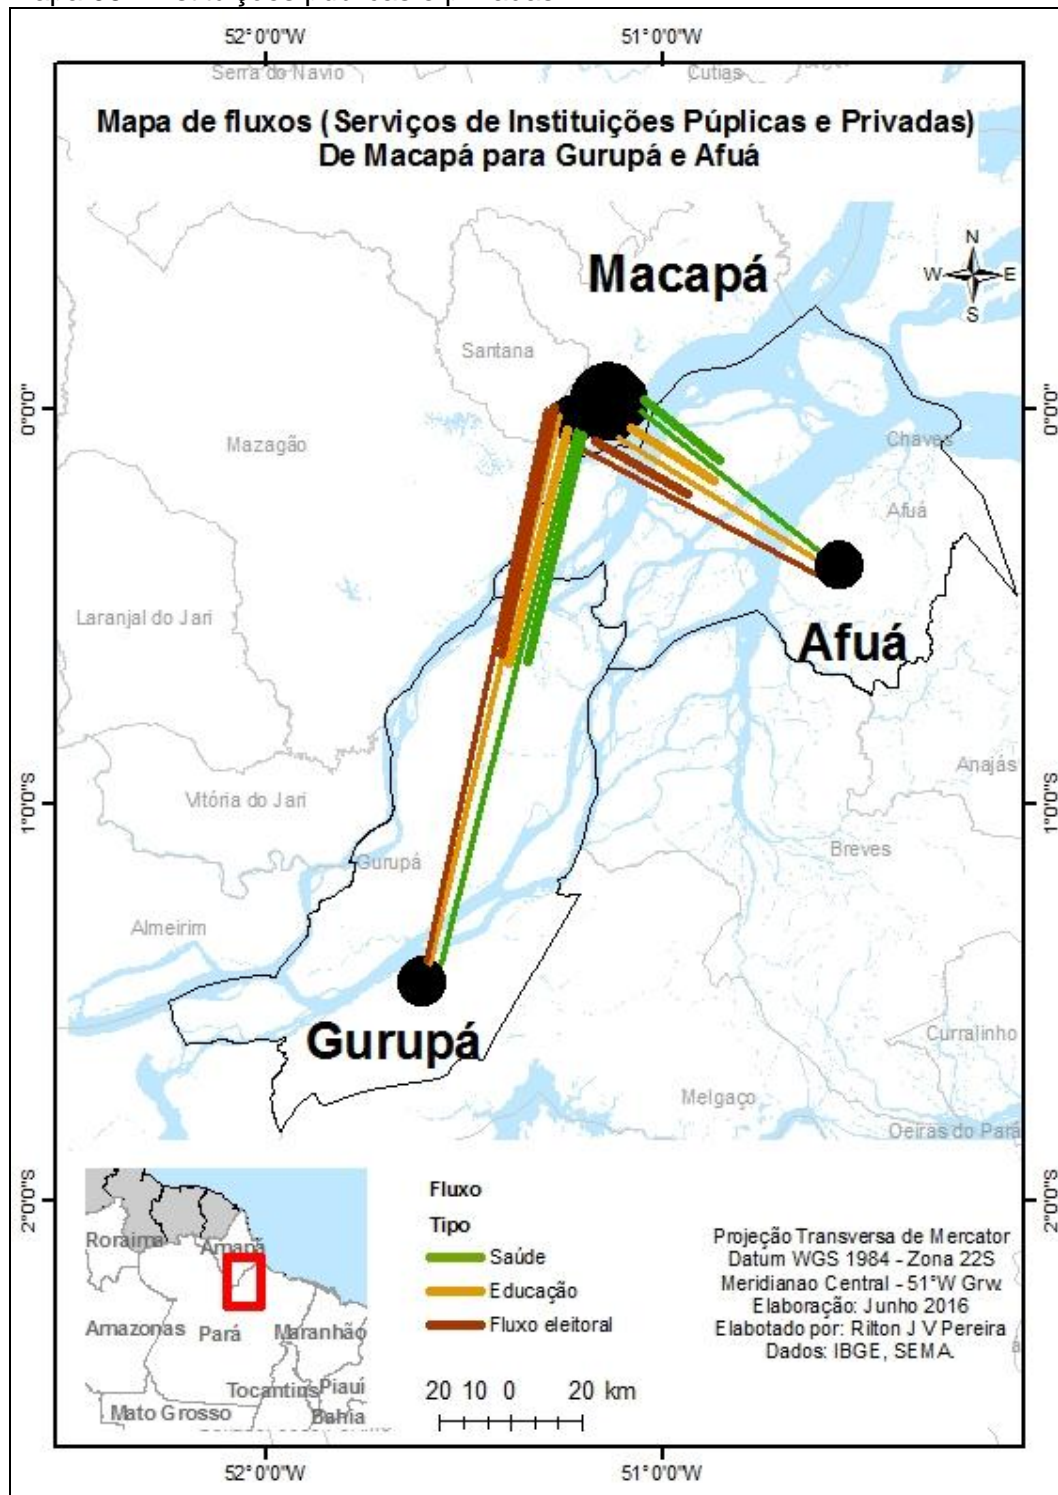 52°0'0"W
51°0'0"W
Serra do Navio
Cutias
Mapa de fluxos (Serviços de Instituições Púplicas e Privadas)
De Macapá para Gurupá e Afuá
N
W
E
S
Macapá
Santana
0°0'0"
0°0'0"
Mazagão
Chaves
Afuá
Laranjal do Jari
Afuá
Anajás
Vitória do Jari
1°0'0"S
1°0'0"S
Breves
Gurupá
Almeirim
Gurupá
Curralinho
Melgaço
Oeiras do Pará
2°0'0"S
2°0'0"S
Roraima
Amapá
Amazonas
Pará
Maranhão
Tocantins
Piauí
Mato Grosso
Bahia
Fluxo
Tipo
Saúde
Educação
Fluxo eleitoral
20 10 0 20 km
Projeção Transversa de Mercator
Datum WGS 1984 - Zona 22S
Meridianao Central - 51°W Grw.
Elaboração: Junho 2016
Elabotado por: Rilton J V Pereira
Dados: IBGE, SEMA.
52°0'0"W
51°0'0"W